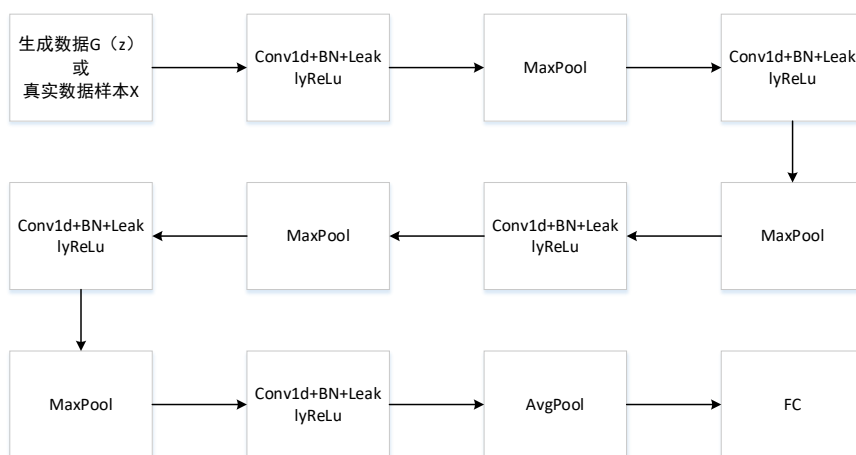 生成数据G（z）
或
真实数据样本X
Conv1d+BN+Leak
lyReLu
MaxPool
Conv1d+BN+Leak
lyReLu
Conv1d+BN+Leak
lyReLu
MaxPool
Conv1d+BN+Leak
lyReLu
MaxPool
MaxPool
Conv1d+BN+Leak
lyReLu
AvgPool
FC